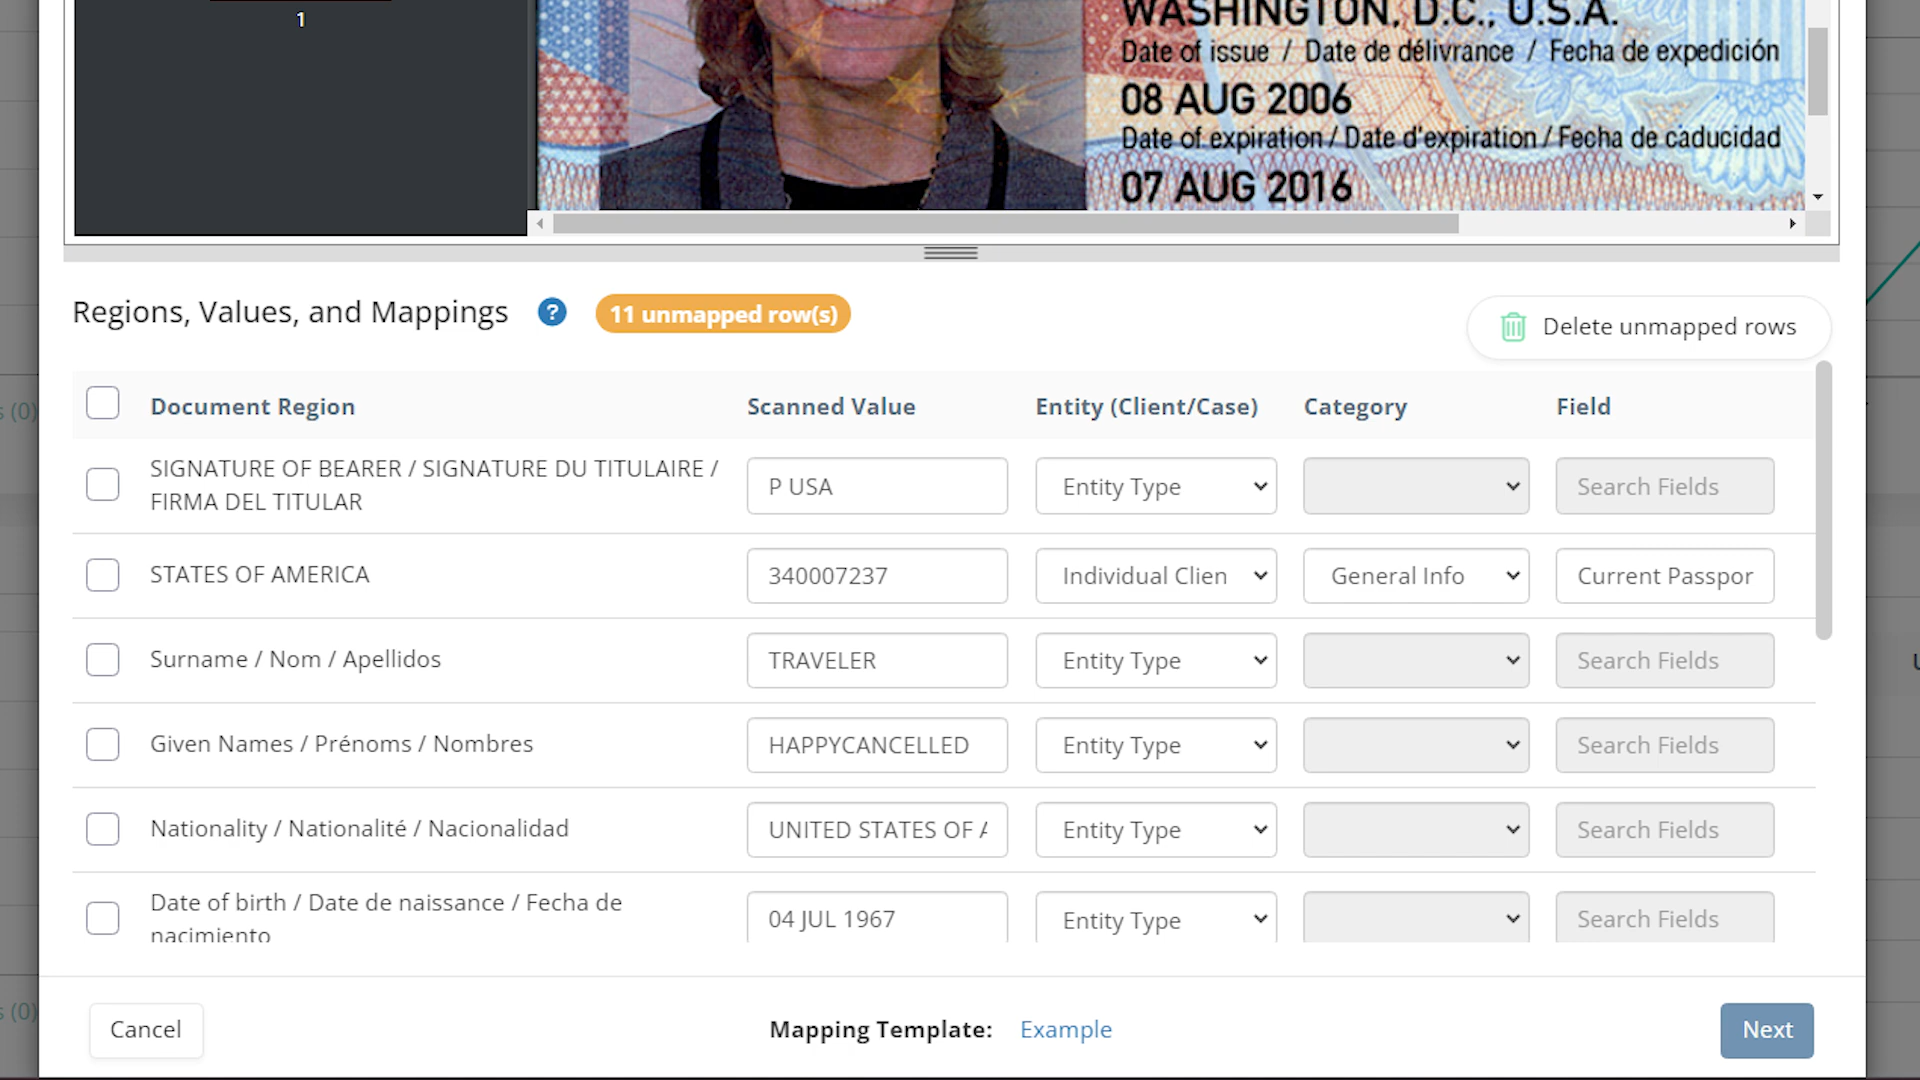 1
WASHINGTON, D.C., U.S.A.
Date of issue / Date de délivrance / Fecha de expedición
08 AUG 2006
Date of expiration / Date d'expiration / Fecha de caducidad
07 AUG 2016
Regions, Values, and Mappings ? 11 unmapped row(s) Delete unmapped rows
Document Region Scanned Value Entity (Client/Case) Category Field
SIGNATURE OF BEARER / SIGNATURE DU TITULAIRE /
FIRMA DEL TITULAR
P USA Entity Type Search Fields
STATES OF AMERICA 340007237 Individual Clien General Info Current Passpor
Surname / Nom / Apellidos TRAVELER Entity Type Search Fields
Given Names / Prénoms / Nombres HAPPYCANCELLED Entity Type Search Fields
Nationality / Nationalité / Nacionalidad UNITED STATES OF A Entity Type Search Fields
Date of birth / Date de naissance / Fecha de
nacimiento
04 JUL 1967 Entity Type Search Fields
s (0)
s (0)
Cancel Mapping Template: Example Next